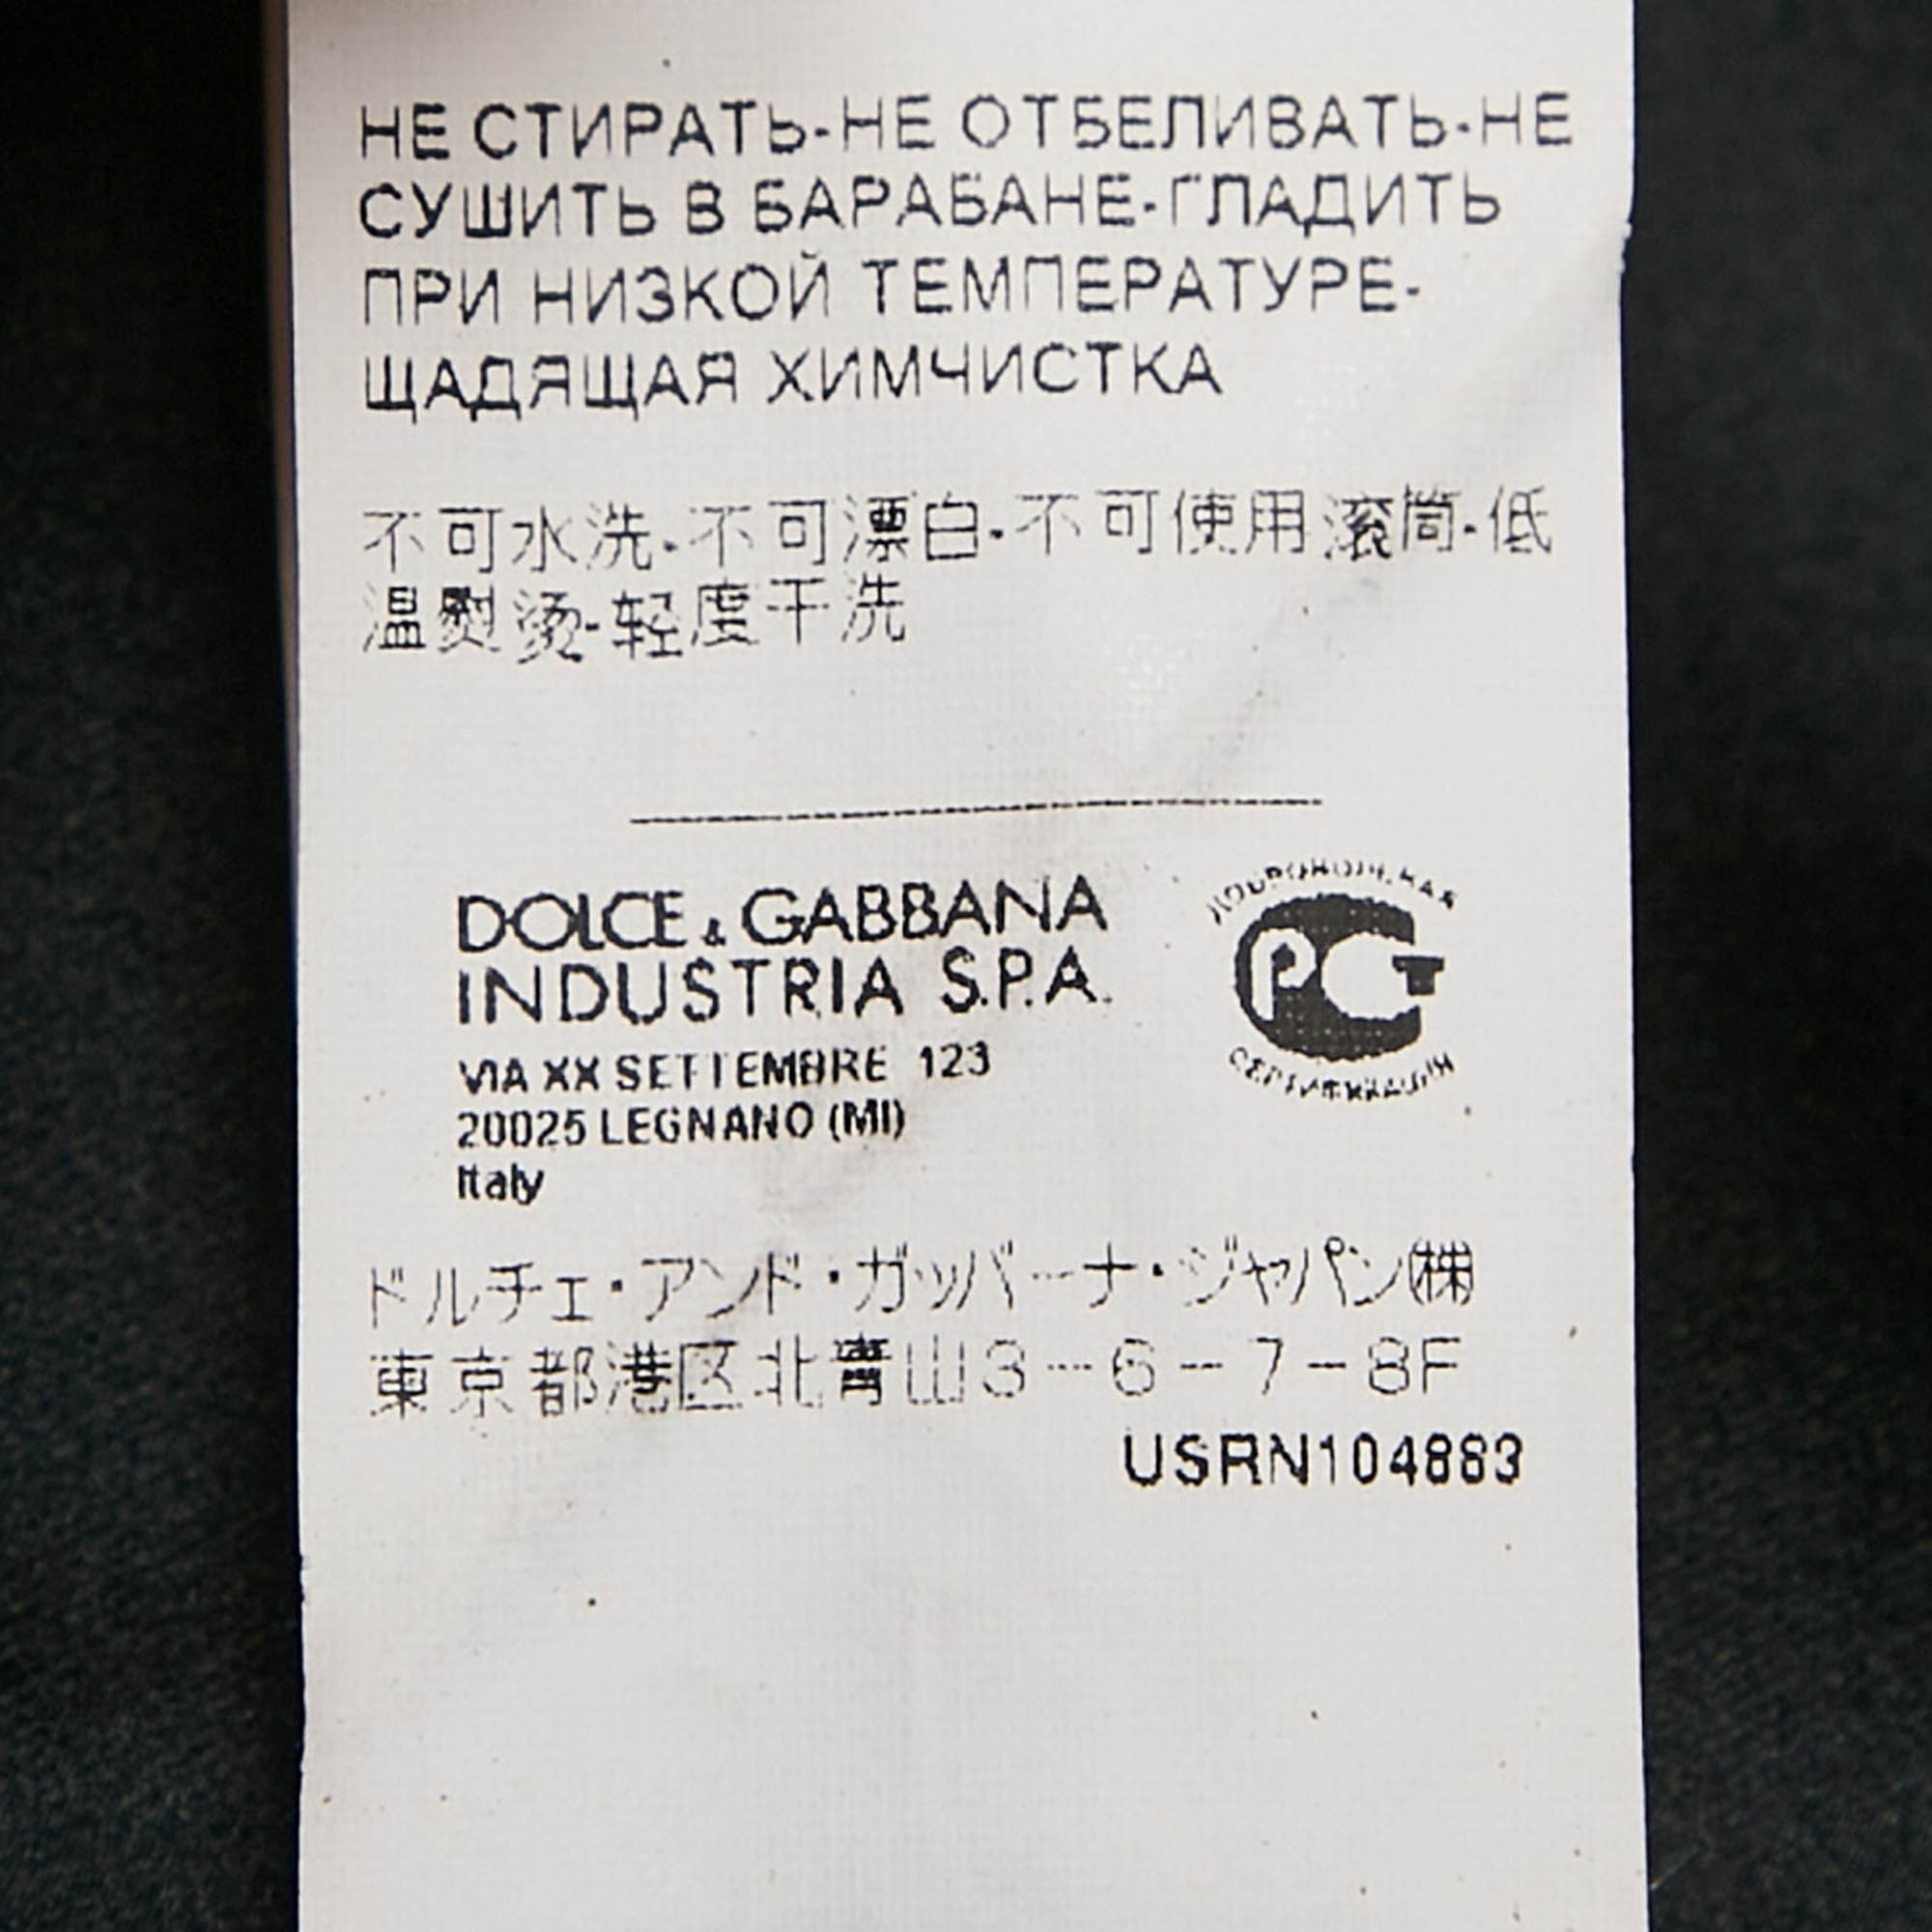 НЕ СТИРАТЬ-НЕ ОТБЕЛИВАТЬ-НЕ
СУШИТЬ В БАРАБАНЕ-ГЛАДИТЬ
ПРИ НИЗКОЙ ТЕМПЕРАТУРЕ-
ЩАДЯЩАЯ ХИМЧИСТКА
不可水洗-不可漂白-不可使用滚筒-低
温熨烫-轻度干洗
DOLCE & GABBANA
INDUSTRIA S.P.A.
VIA XX SETTEMBRE 123
20025 LEGNANO (MI)
Italy
ДОБРОВОЛЬНАЯ
РСТ
СЕРТИФИКАЦИЯ
ドルチェ・アンド・ガッバーナ・ジャパン㈱
東京都港区北青山3-6-7-8F
USRN104883